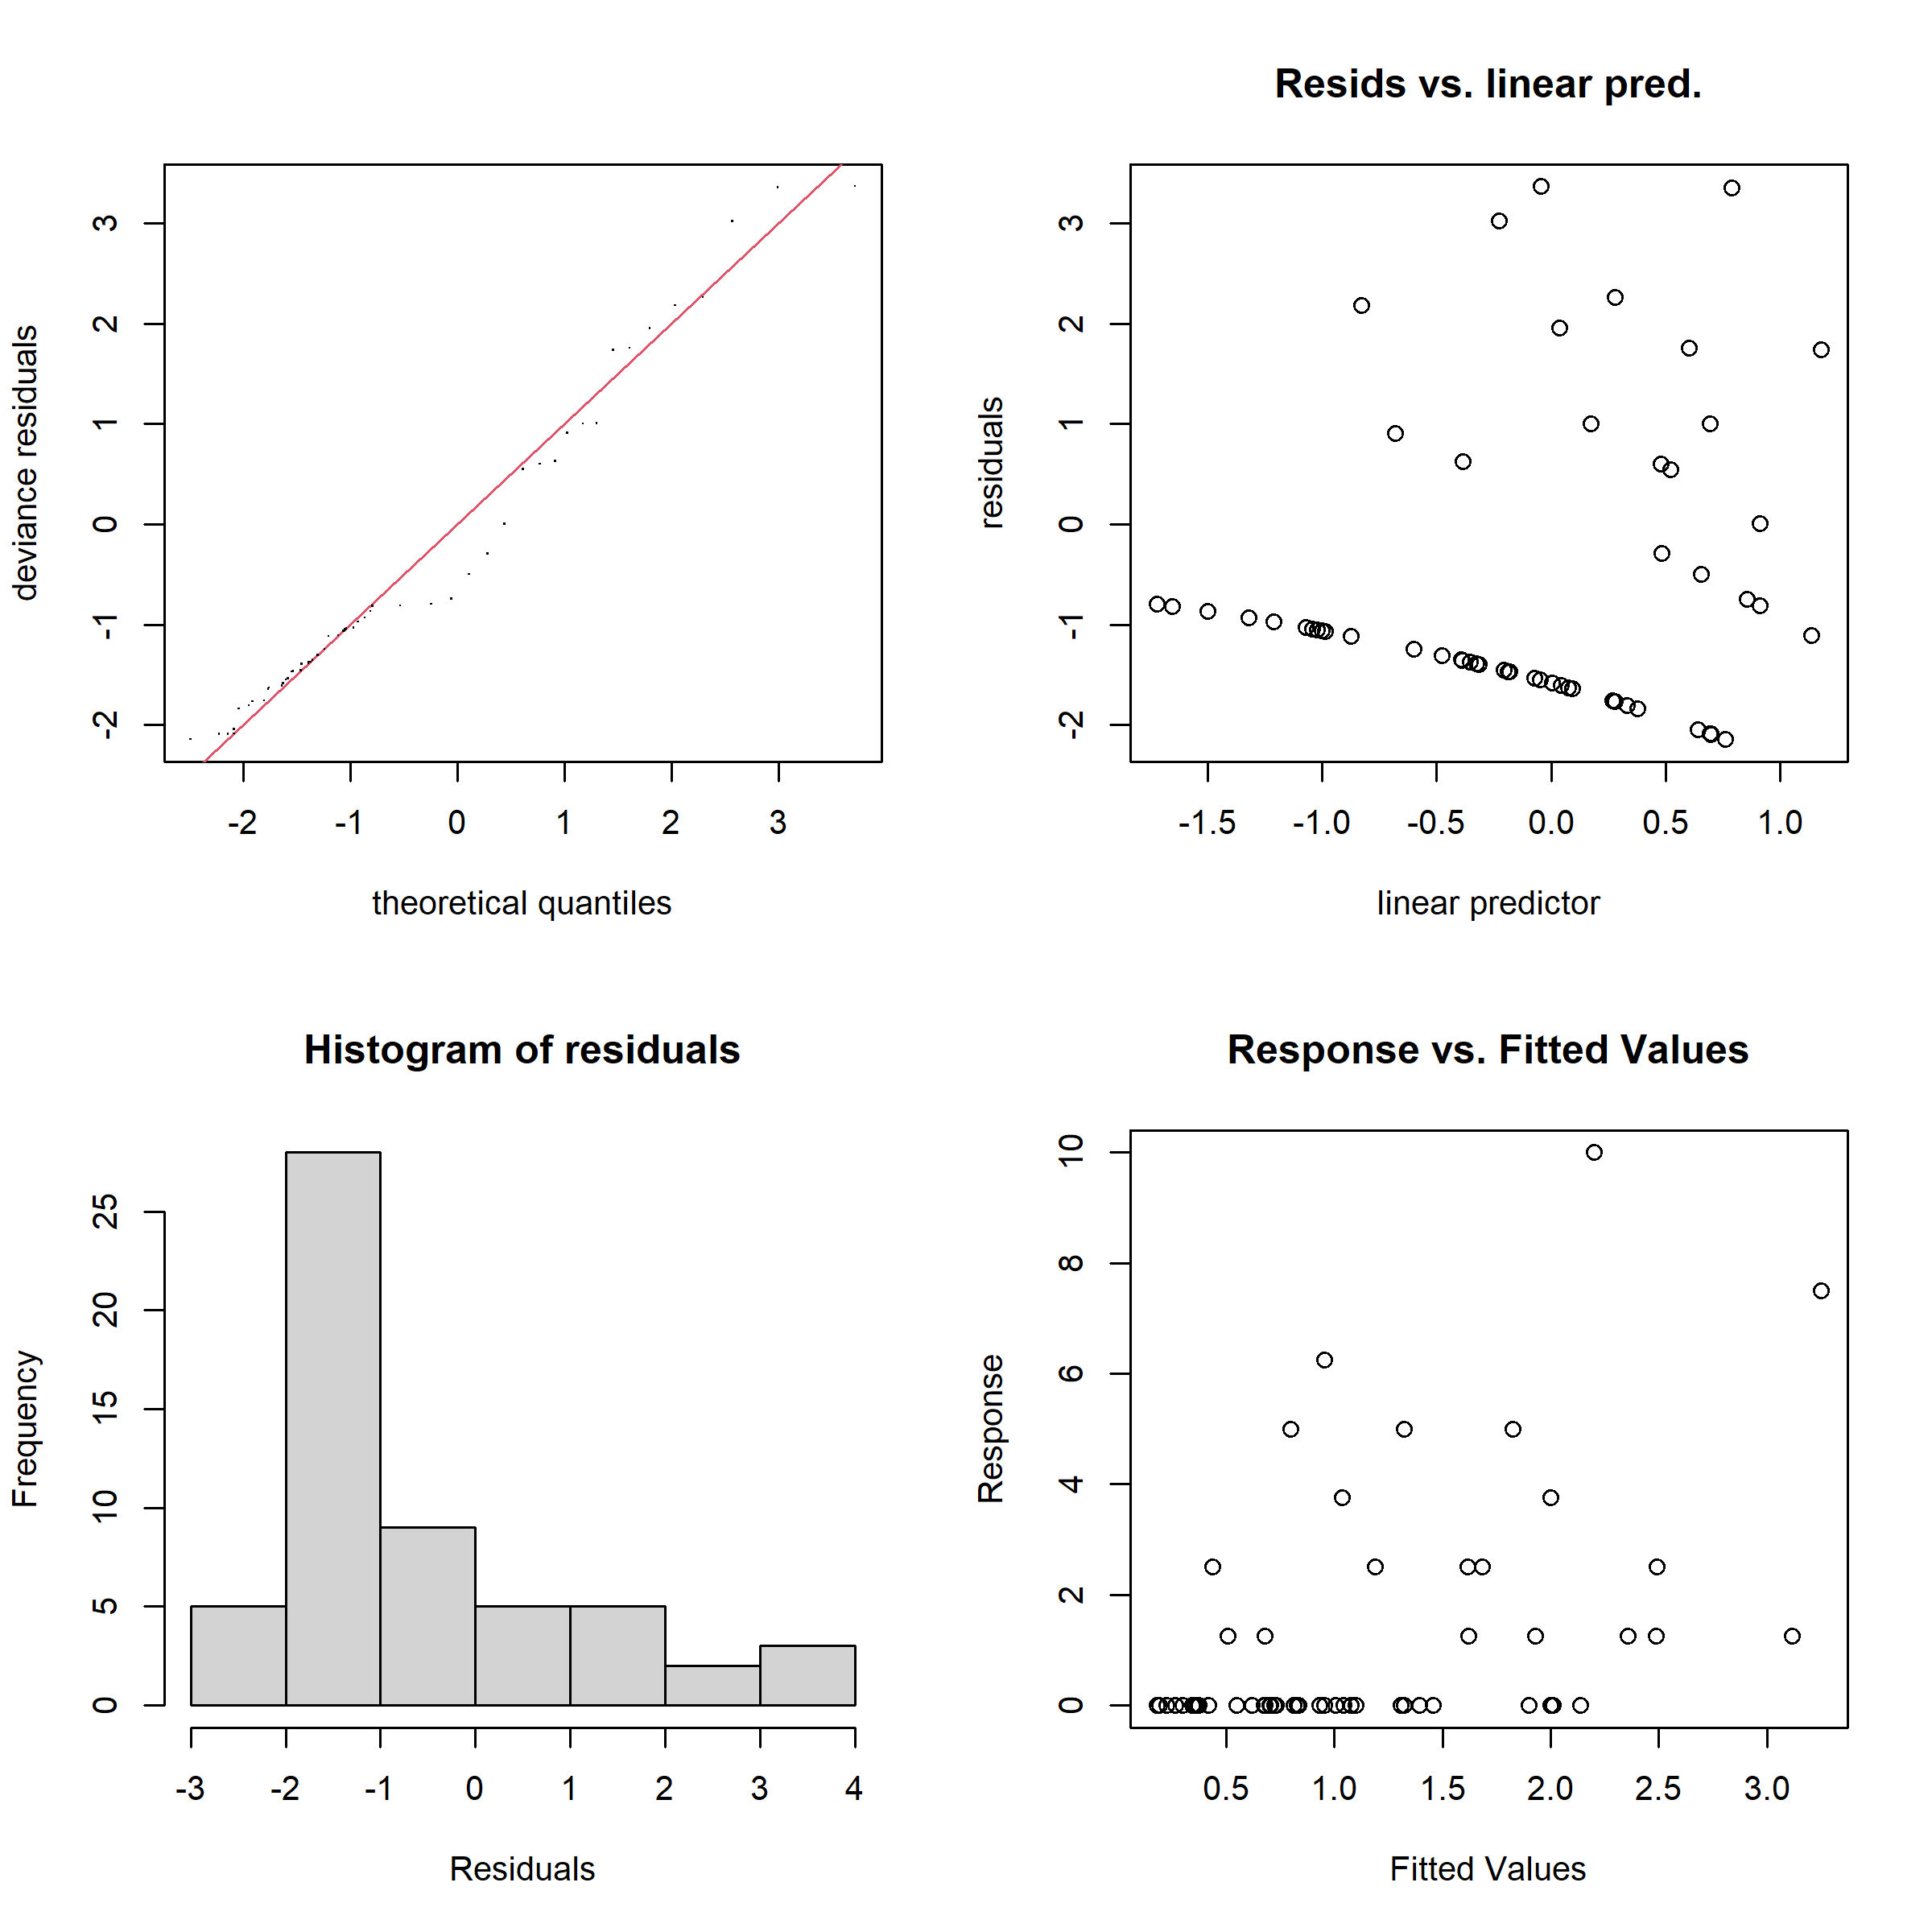 deviance residuals
3
2
1
0
-1
-2
-2 -1 0 1 2 3
theoretical quantiles
Resids vs. linear pred.
residuals
3
2
1
0
-1
-2
-1.5 -1.0 -0.5 0.0 0.5 1.0
linear predictor
Histogram of residuals
Frequency
25
20
15
10
5
0
-3 -2 -1 0 1 2 3 4
Residuals
Response vs. Fitted Values
Response
10
8
6
4
2
0
0.5 1.0 1.5 2.0 2.5 3.0
Fitted Values